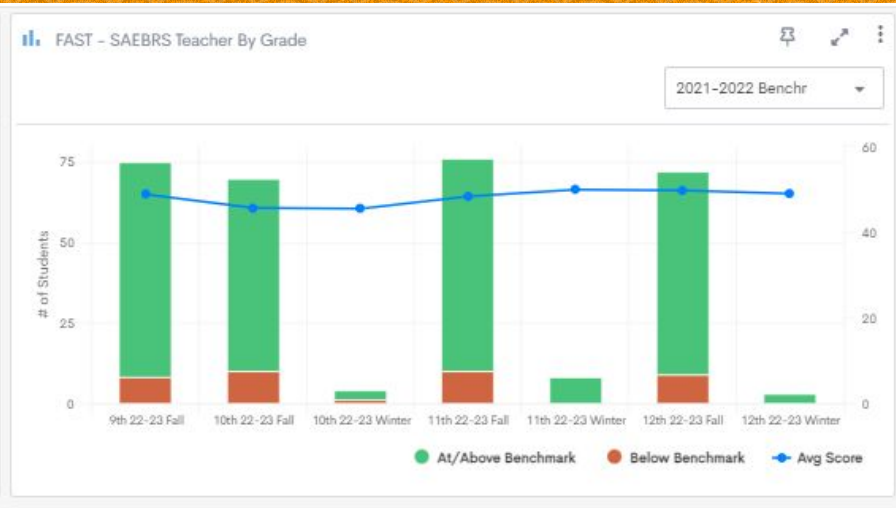 FAST - SAEBRS Teacher By Grade
2021-2022 Benchr
75
50
25
0
# of Students
60
40
20
0
9th 22-23 Fall
10th 22-23 Fall
10th 22-23 Winter
11th 22-23 Fall
11th 22-23 Winter
12th 22-23 Fall
12th 22-23 Winter
At/Above Benchmark
Below Benchmark
Avg Score